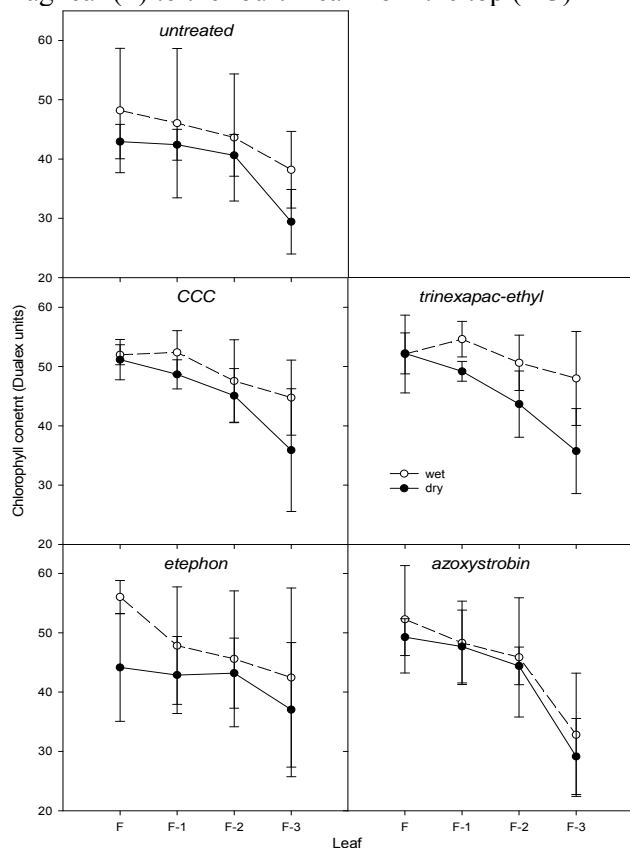 leaf (F) to the fourth leaf from the top (F-3)
untreated
60
50
40
30
20
CCC
trinexapac-ethyl
60
50
40
30
20
Chlorophyll conetnt (Dualex units)
wet
dry
etephon
azoxystrobin
60
50
40
30
20
F F-1 F-2 F-3 F F-1 F-2 F-3
Leaf